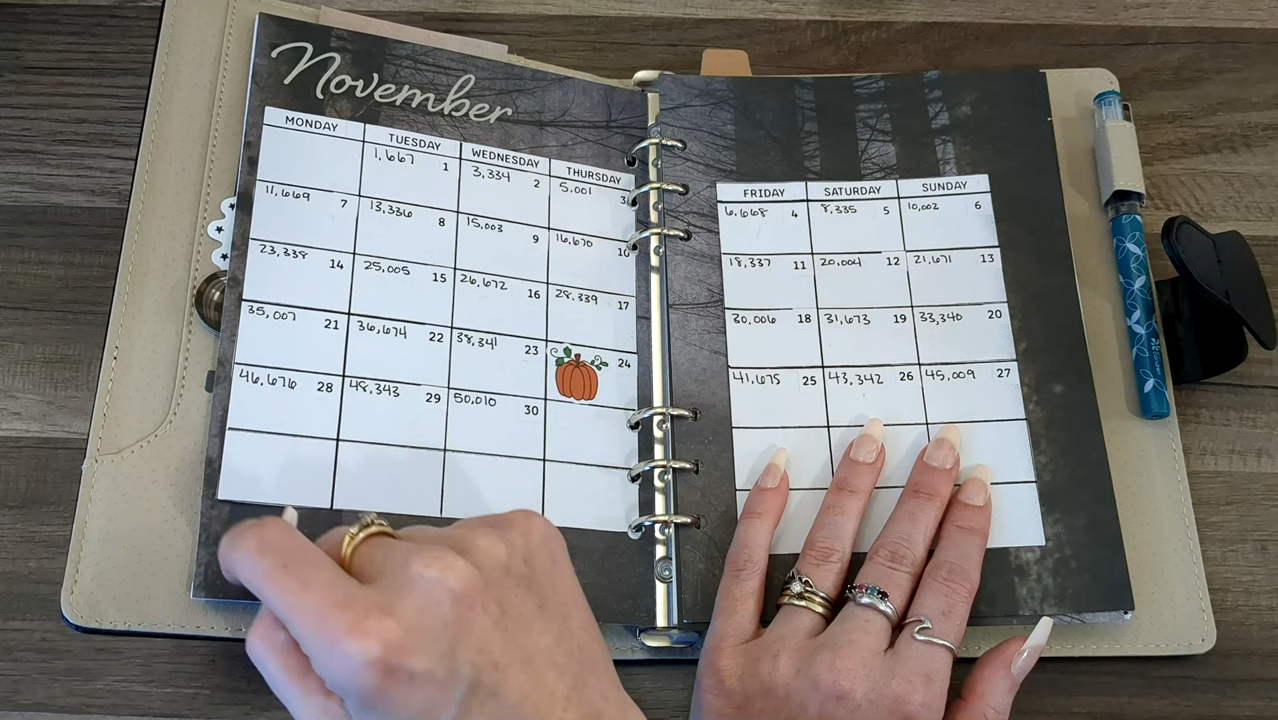 November
MONDAY TUESDAY WEDNESDAY THURSDAY FRIDAY SATURDAY SUNDAY
1,667 1 3,334 2 5,001 3 6,668 4 8,335 5 10,002 6
11,669 7 13,336 8 15,003 9 16,670 10 18,337 11 20,004 12 21,671 13
23,338 14 25,005 15 26,672 16 28,339 17 30,006 18 31,673 19 33,340 20
35,007 21 36,674 22 38,341 23 24 41,675 25 43,342 26 45,009 27
46,676 28 48,343 29 50,010 30